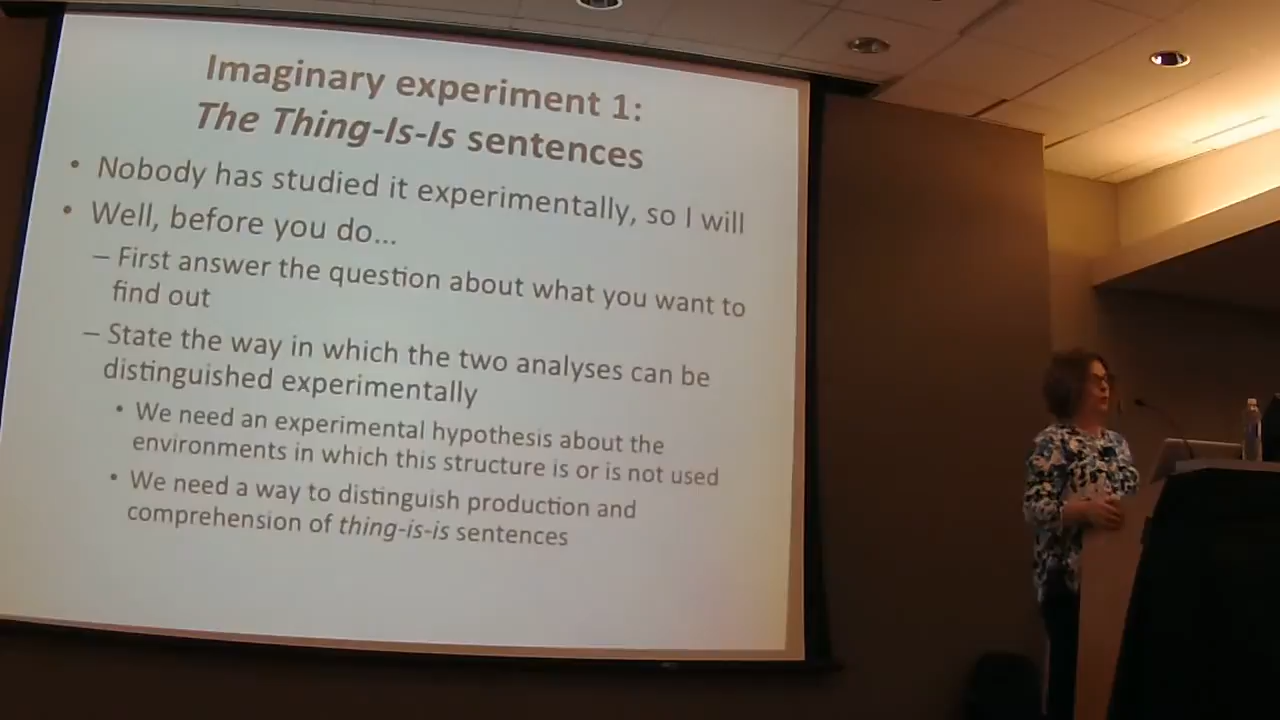 Imaginary experiment 1:
The Thing-Is-Is sentences
• Nobody has studied it experimentally, so I will
• Well, before you do...
– First answer the question about what you want to
find out
– State the way in which the two analyses can be
distinguished experimentally
• We need an experimental hypothesis about the
environments in which this structure is or is not used
• We need a way to distinguish production and
comprehension of thing-is-is sentences